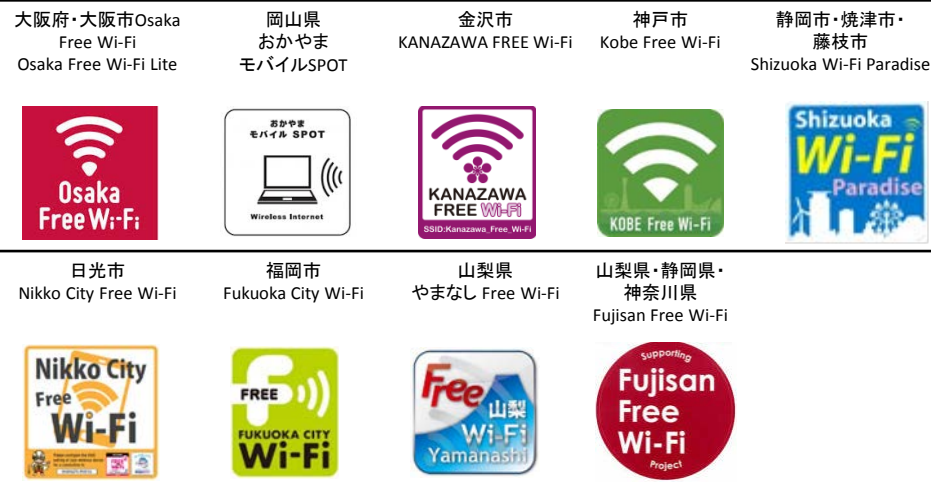 大阪府・大阪市Osaka
Free Wi-Fi
Osaka Free Wi-Fi Lite
岡山県
おかやま
モバイルSPOT
金沢市
KANAZAWA FREE Wi-Fi
神戸市
Kobe Free Wi-Fi
静岡市・焼津市・
藤枝市
Shizuoka Wi-Fi Paradise
Osaka
Free Wi-Fi
おかやま
モバイル SPOT
Wireless Internet
KANAZAWA
FREE Wi-Fi
SSID:Kanazawa_Free_Wi-Fi
KOBE Free Wi-Fi
Shizuoka
Wi-Fi
Paradise
日光市
Nikko City Free Wi-Fi
福岡市
Fukuoka City Wi-Fi
山梨県
やまなし Free Wi-Fi
山梨県・静岡県・
神奈川県
Fujisan Free Wi-Fi
Nikko City
Free
Wi-Fi
FREE
FUKUOKA CITY
Wi-Fi
Free
山梨
Wi-Fi
Yamanashi
Supporting
Fujisan
Free
Wi-Fi
Project